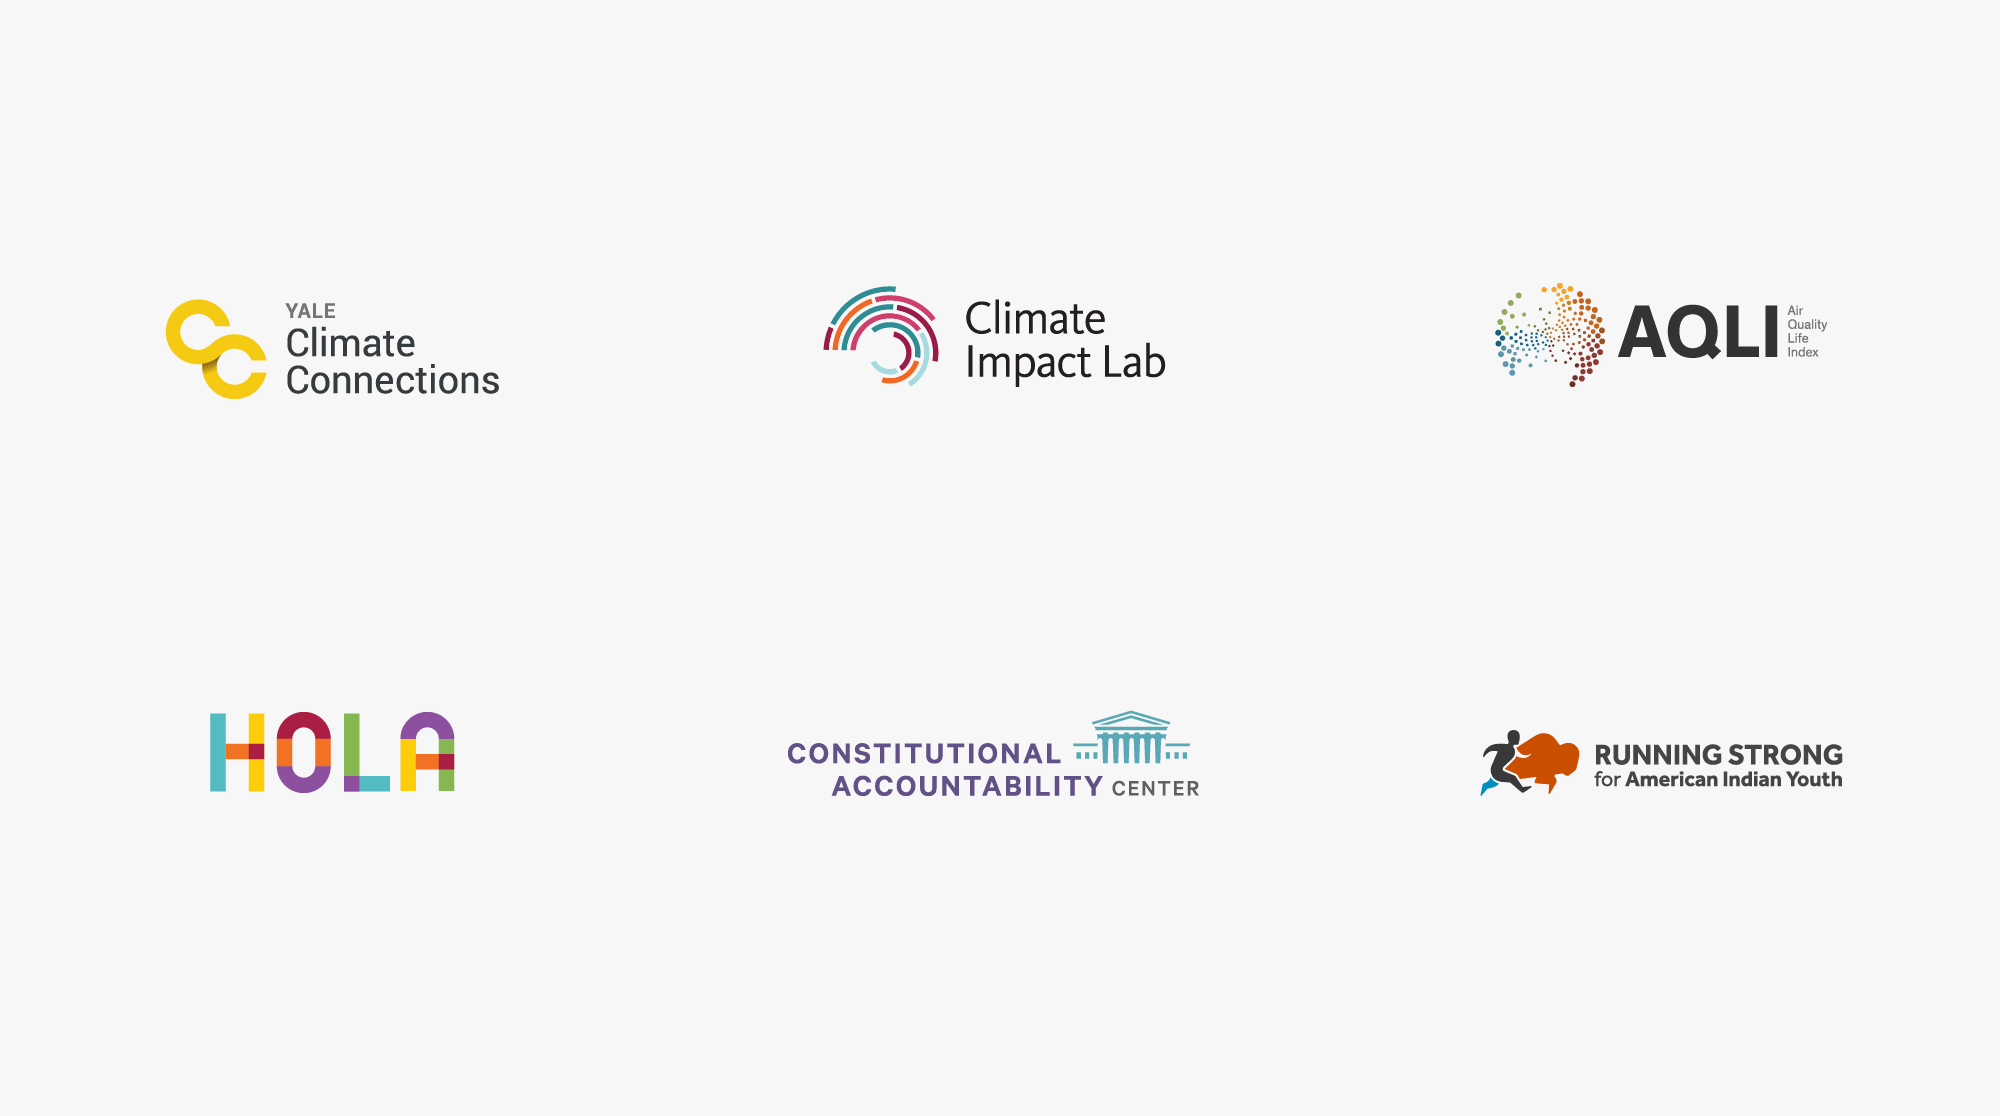 YALE
Climate
Connections
Climate
Impact Lab
AQLI
Air
Quality
Life
Index
HOLA
CONSTITUTIONAL
ACCOUNTABILITY CENTER
RUNNING STRONG
for American Indian Youth